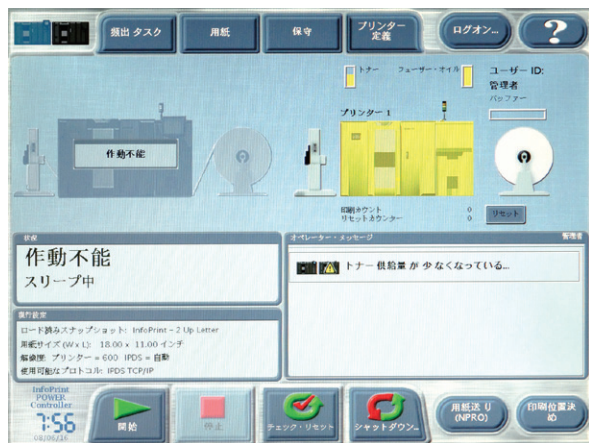 搬出 タスク
用紙
保守
プリンター
定義
ログオン...
?
トナー
フューザー・オイル
ユーザー ID:
管理者
バッファー
プリンター 1
作動不能
印刷カウント 0
リセットカウンター 0
リセット
状況
作動不能
スリープ中
オペレーター・メッセージ
管理者
トナー 供給量 が 少 なくなっている...
ロード済みスナップショット: InfoPrint - 2 Up Letter
用紙サイズ (W x L): 18.00 x 11.00 インチ
解像度: プリンター = 600 IPDS = 自動
使用可能なプロトコル: IPDS TCP/IP
InfoPrint
POWER
Controller
7:56
開始
停止
チェック・リセット
シャットダウン...
用紙送 り
(NPRO)
印刷位置決
め